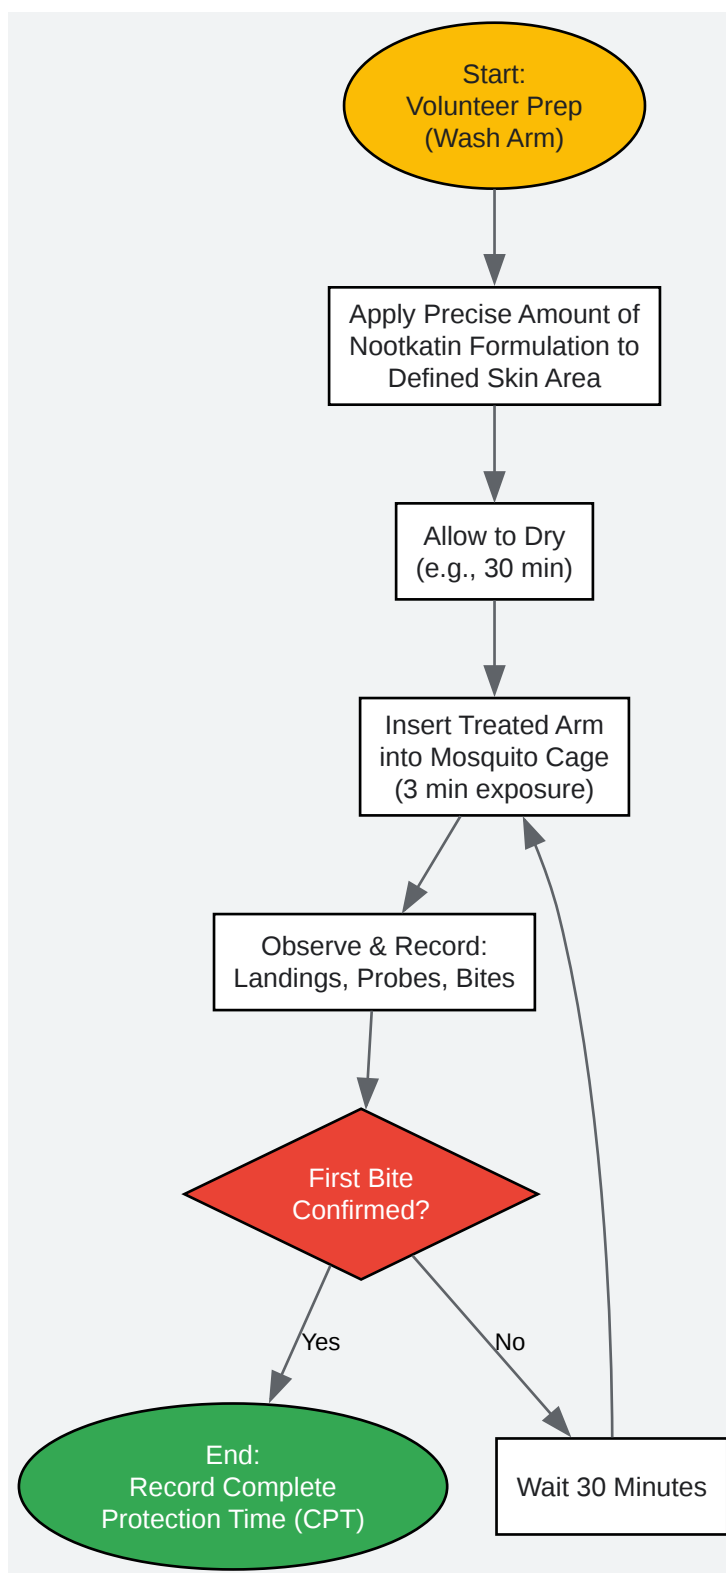 Start:
Volunteer Prep
(Wash Arm)
Apply Precise Amount of
Nootkatin Formulation to
Defined Skin Area
Allow to Dry
(e.g., 30 min)
Insert Treated Arm
into Mosquito Cage
(3 min exposure)
Observe & Record:
Landings, Probes, Bites
First Bite
Confirmed?
Yes
No
End:
Record Complete
Protection Time (CPT)
Wait 30 Minutes